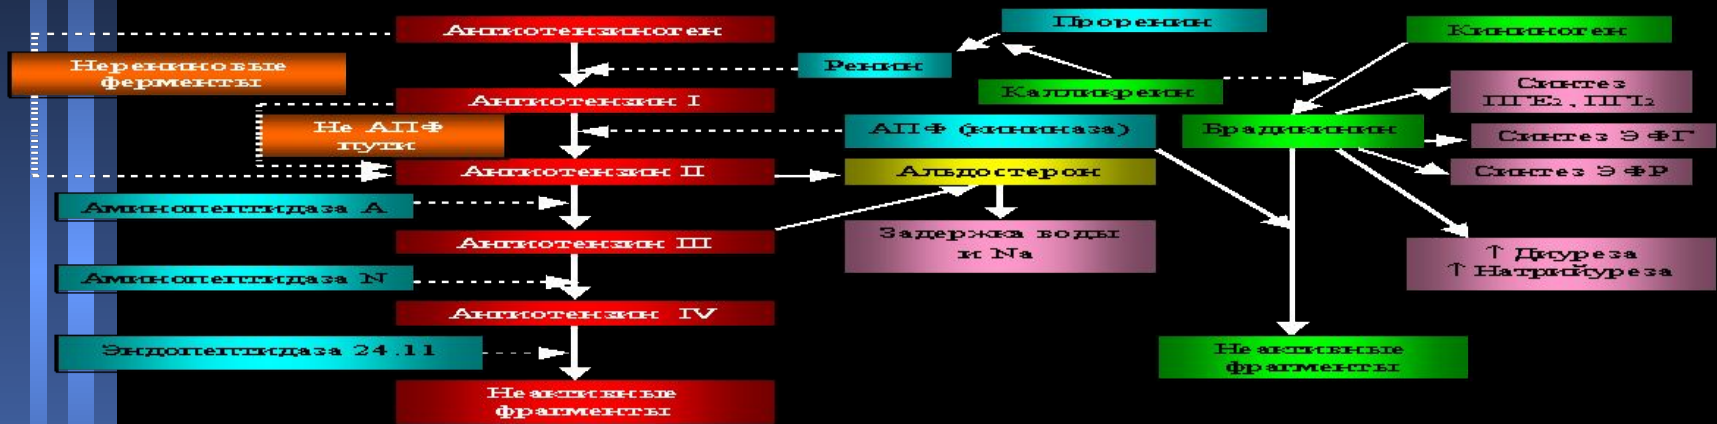 Ангиотензиноген
Проренин
Кининоген
Нерениновые
ферменты
Ренин
Калликреин
Синтез
ПГЕ₂, ПГI₂
Ангиотензин I
Не АПФ
пути
АПФ (кининаза)
Брадикинин
Синтез ЭФГ
Ангиотензин II
Альдостерон
Синтез ЭФР
Аминопептидаза А
Ангиотензин III
Задержка воды
и Na
↑ Диуреза
↑ Натрийуреза
Аминопептидаза N
Ангиотензин IV
Эндопептидаза 24.11
Неактивные
фрагменты
Неактивные
фрагменты